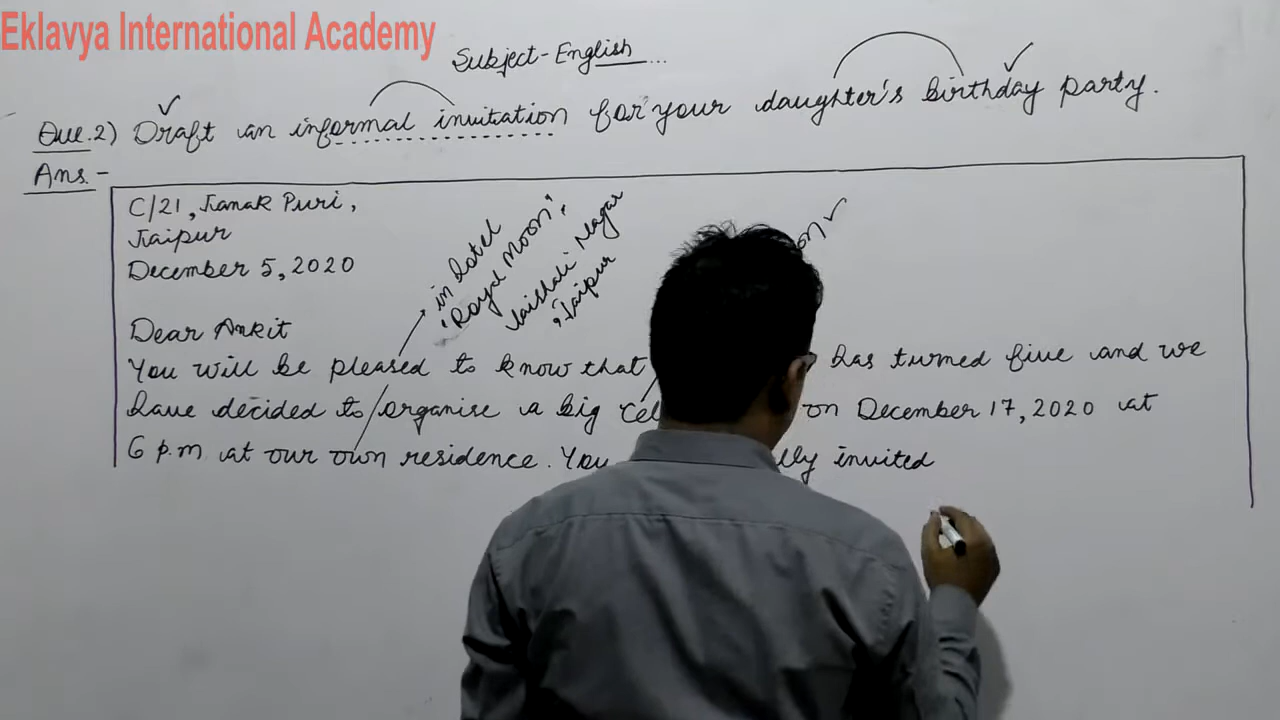 Eklavya International Academy
Subject-English...
Que.2) Draft an informal invitation for your daughter's birthday party.
Ans.-
C/21, Janak Puri,
Jaipur
December 5, 2020
in hotel
'Royal Moon',
Vaishali Nagar
, Jaipur
Dear Ankit
You will be pleased to know that has turned five and we
have decided to organise a big on December 17, 2020 at
6 p.m. at our own residence. You invited